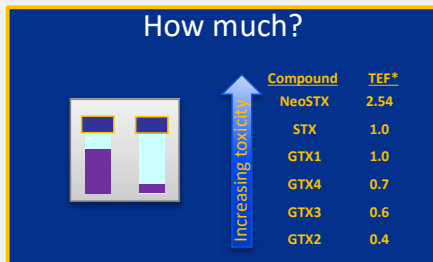 How much?
Increasing toxicity
Compound TEF*
NeoSTX 2.54
STX 1.0
GTX1 1.0
GTX4 0.7
GTX3 0.6
GTX2 0.4